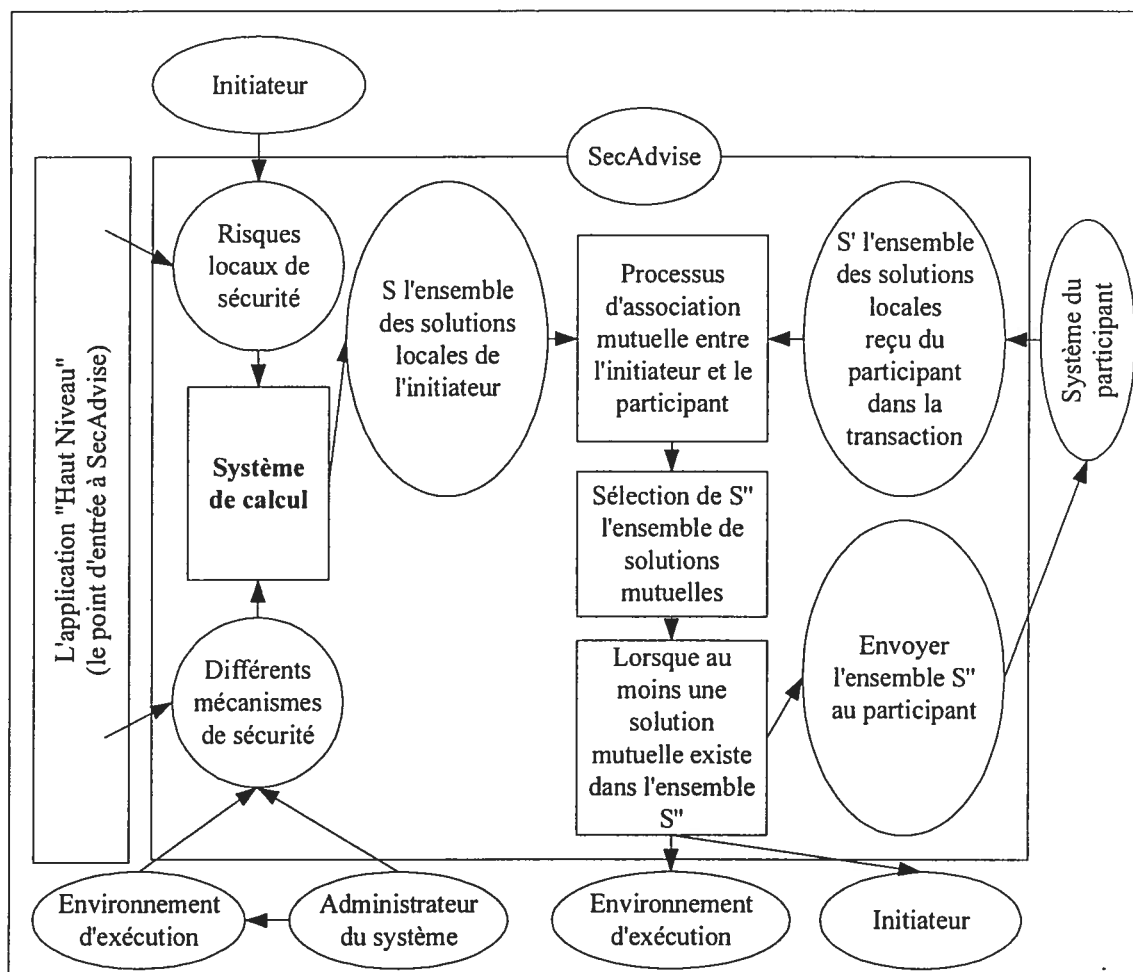 Initiateur
SecAdvise
L'application "Haut Niveau"
(le point d'entrée à SecAdvise)
Risques
locaux de
sécurité
Système
de calcul
Différents
mécanismes
de sécurité
S l'ensemble
des solutions
locales de
l'initiateur
Processus
d'association
mutuelle entre
l'initiateur et le
participant
Sélection de S"
l'ensemble de
solutions
mutuelles
Lorsque au
moins une
solution
mutuelle existe
dans l'ensemble
S"
S' l'ensemble
des solutions
locales
reçu du
participant
dans la
transaction
Envoyer
l'ensemble S"
au participant
Système du
participant
Environnement
d'exécution
Administrateur
du système
Environnement
d'exécution
Initiateur